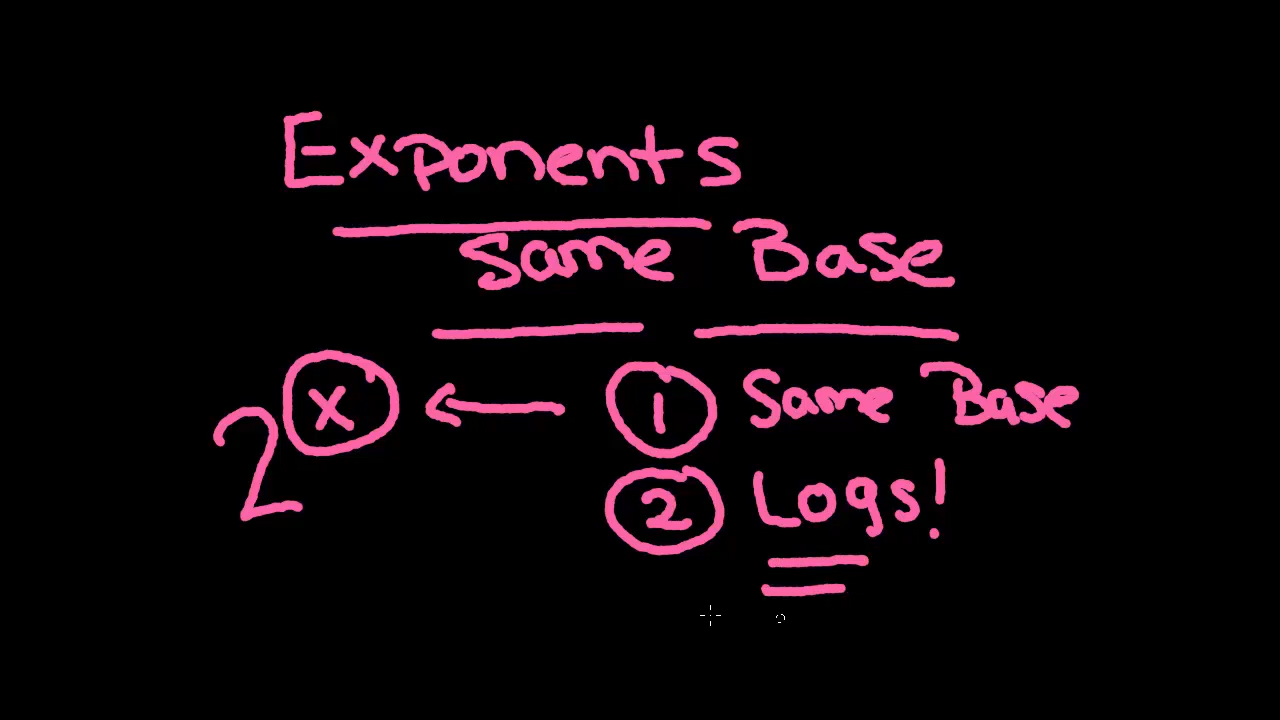 Exponents
Same Base
2^x ← ① Same Base
② Logs!